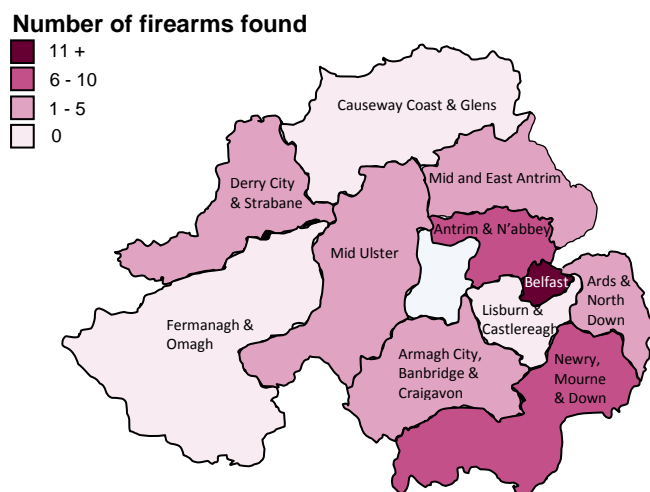 Number of firearms found
11 +
6 - 10
1 - 5
0
Causeway Coast & Glens
Derry City
& Strabane
Mid and East Antrim
Antrim & N'abbey
Mid Ulster
Belfast
Ards &
North
Down
Lisburn &
Castlereagh
Fermanagh &
Omagh
Armagh City,
Banbridge &
Craigavon
Newry,
Mourne
& Down